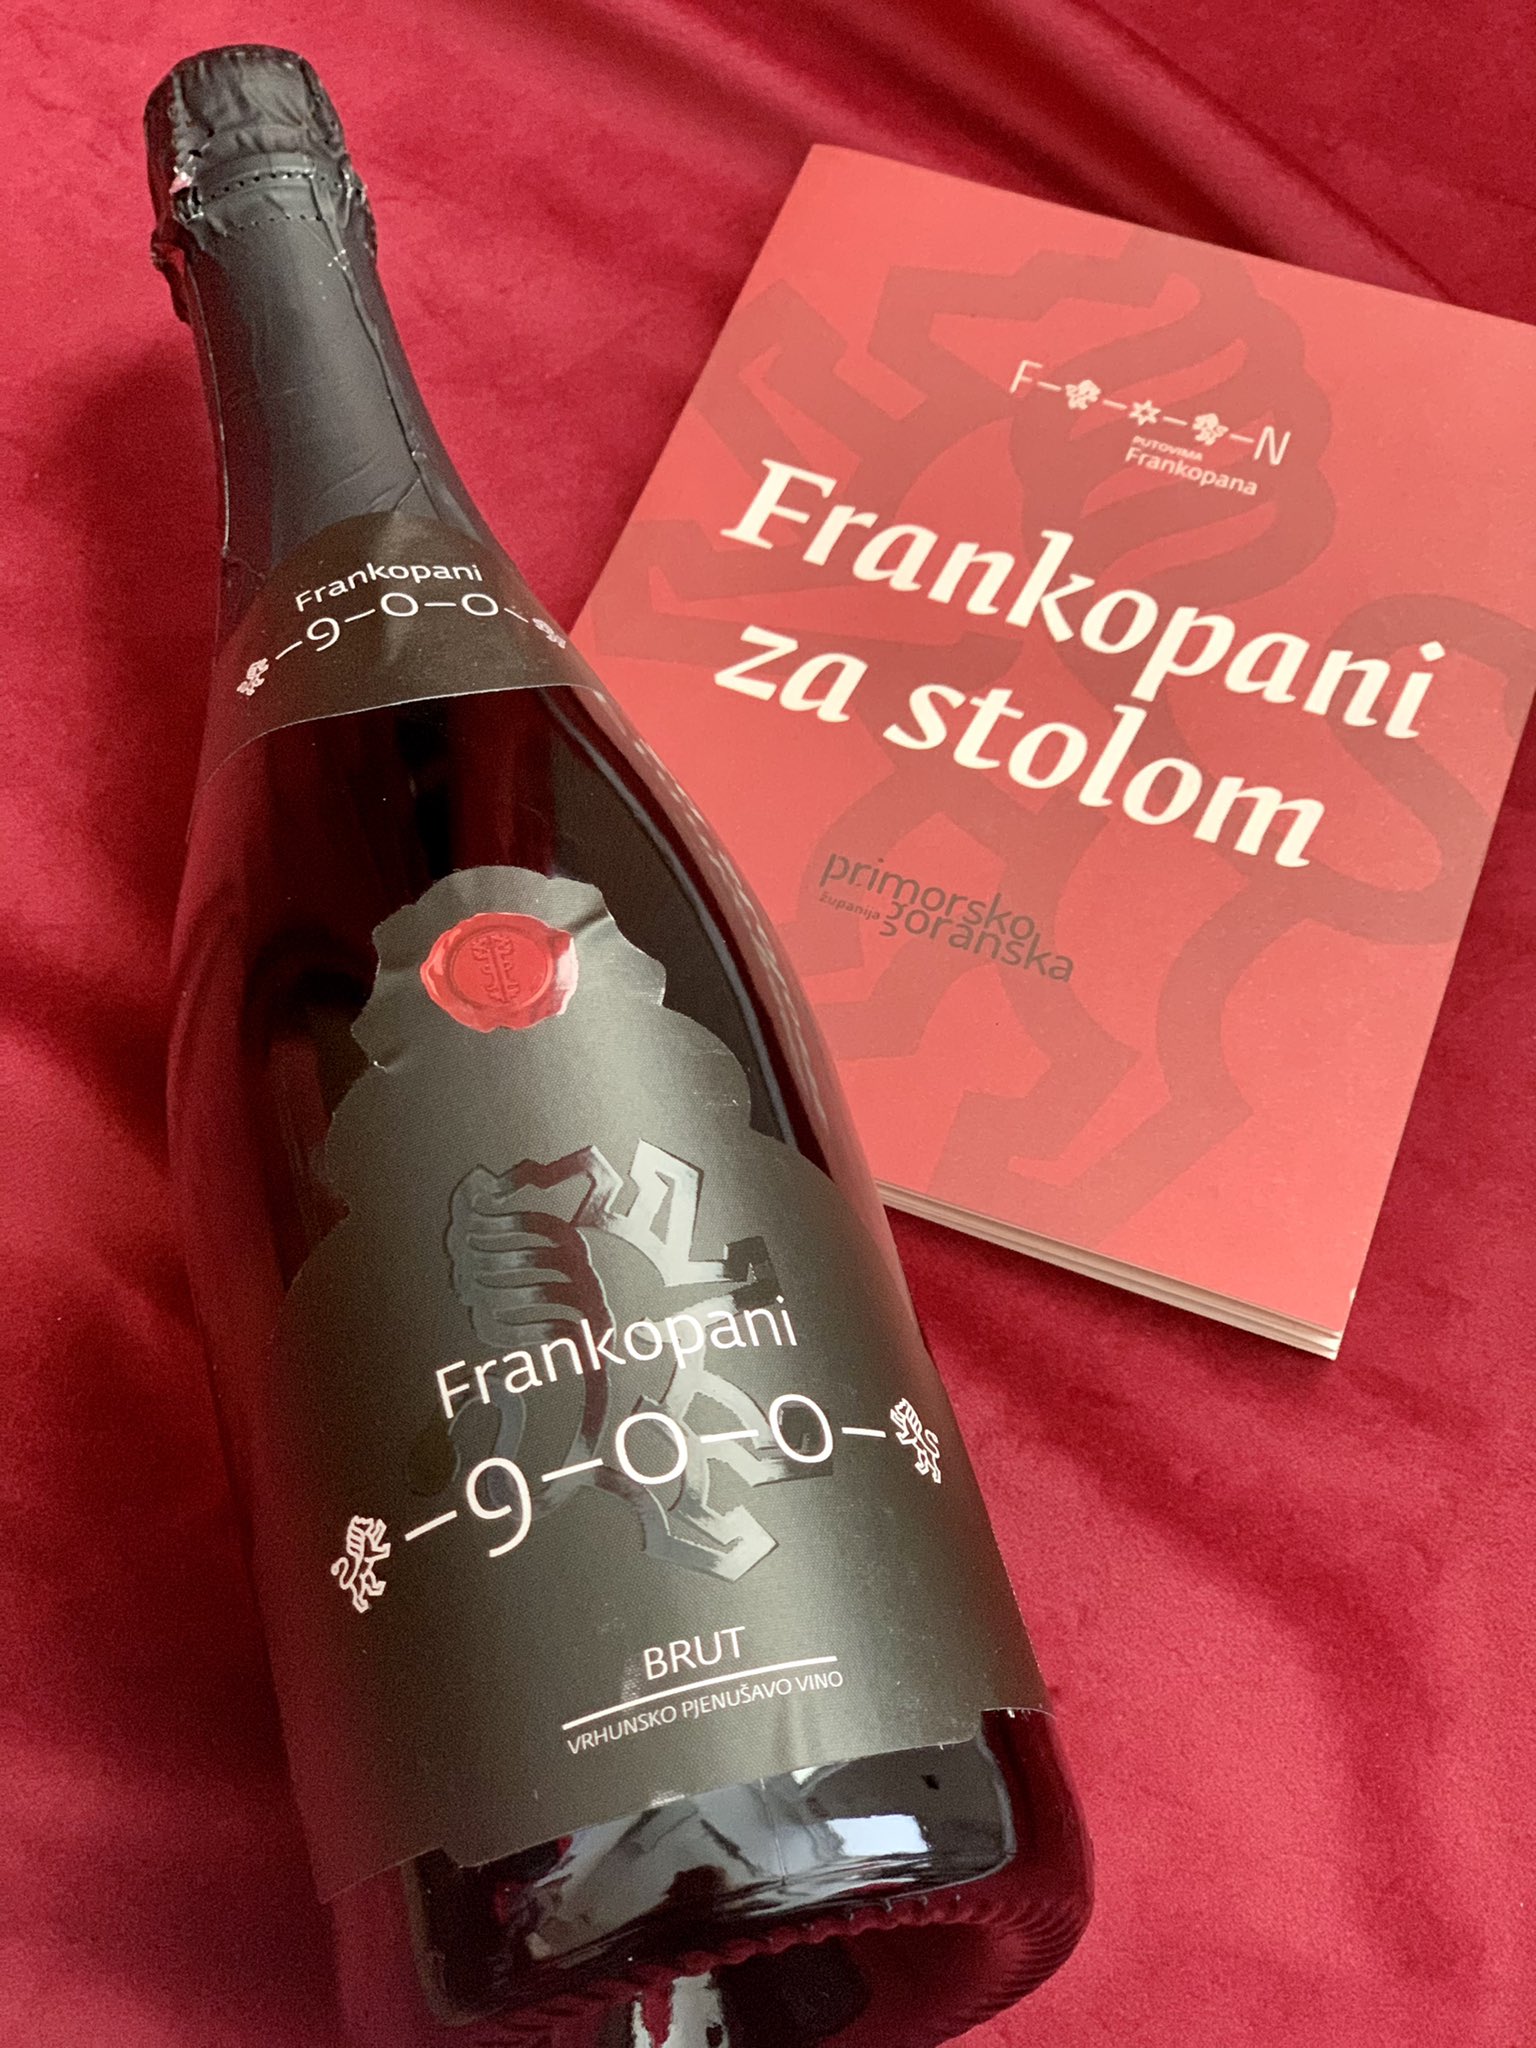 Frankopani
-9-0-0-
Frankopani
-9-0-0-
BRUT
VRHUNSKO PJENUŠAVO VINO
F- - - -N
PUTOVIMA
Frankopana
Frankopani
za stolom
primorsko
županija goranska